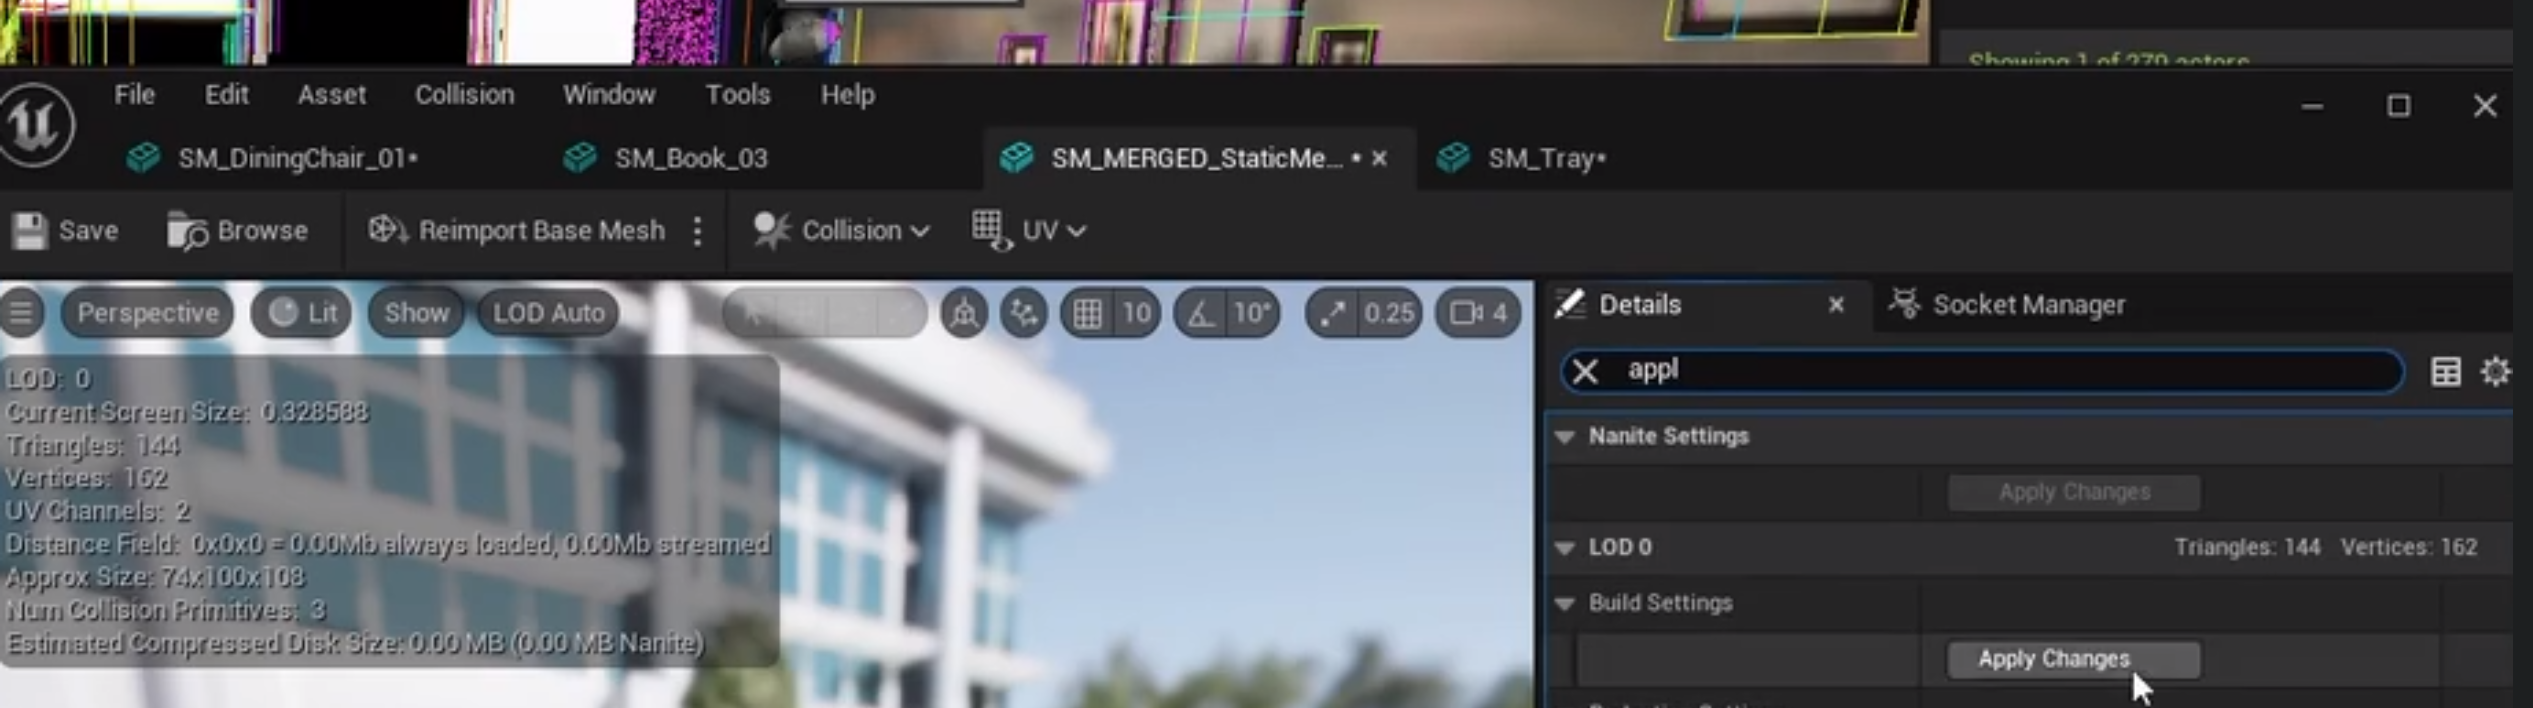 Showing 1 of 279 actors
File Edit Asset Collision Window Tools Help
SM_DiningChair_01• SM_Book_03 SM_MERGED_StaticMe... • SM_Tray•
Save Browse Reimport Base Mesh Collision UV
Perspective Lit Show LOD Auto 10 10° 0.25 4
Details Socket Manager
appl
LOD: 0
Current Screen Size: 0.328588
Triangles: 144
Vertices: 162
UV Channels: 2
Distance Field: 0x0x0 = 0.00Mb always loaded, 0.00Mb streamed
Approx Size: 74x100x108
Num Collision Primitives: 3
Estimated Compressed Disk Size: 0.00 MB (0.00 MB Nanite)
Nanite Settings
Apply Changes
LOD 0 Triangles: 144 Vertices: 162
Build Settings
Apply Changes